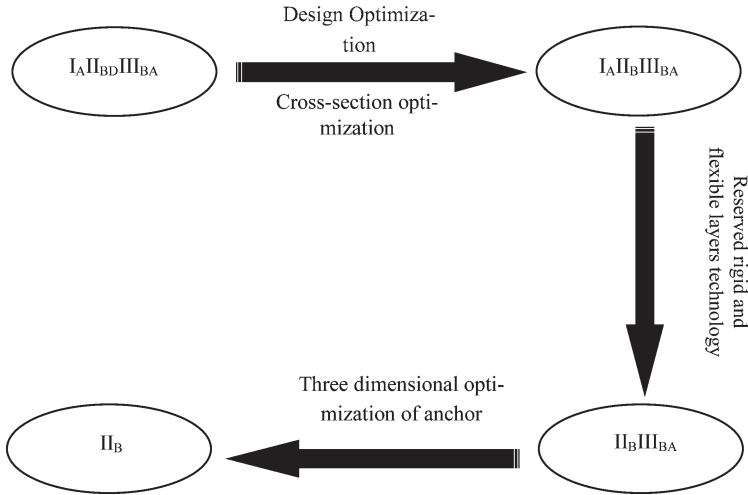 Design Optimiza-
tion
IAIIBDIIIBA
IAIIBIIIBA
Cross-section opti-
mization
Reserved rigid and
flexible layers technology
Three dimensional opti-
mization of anchor
IIBIIIBA
IIB